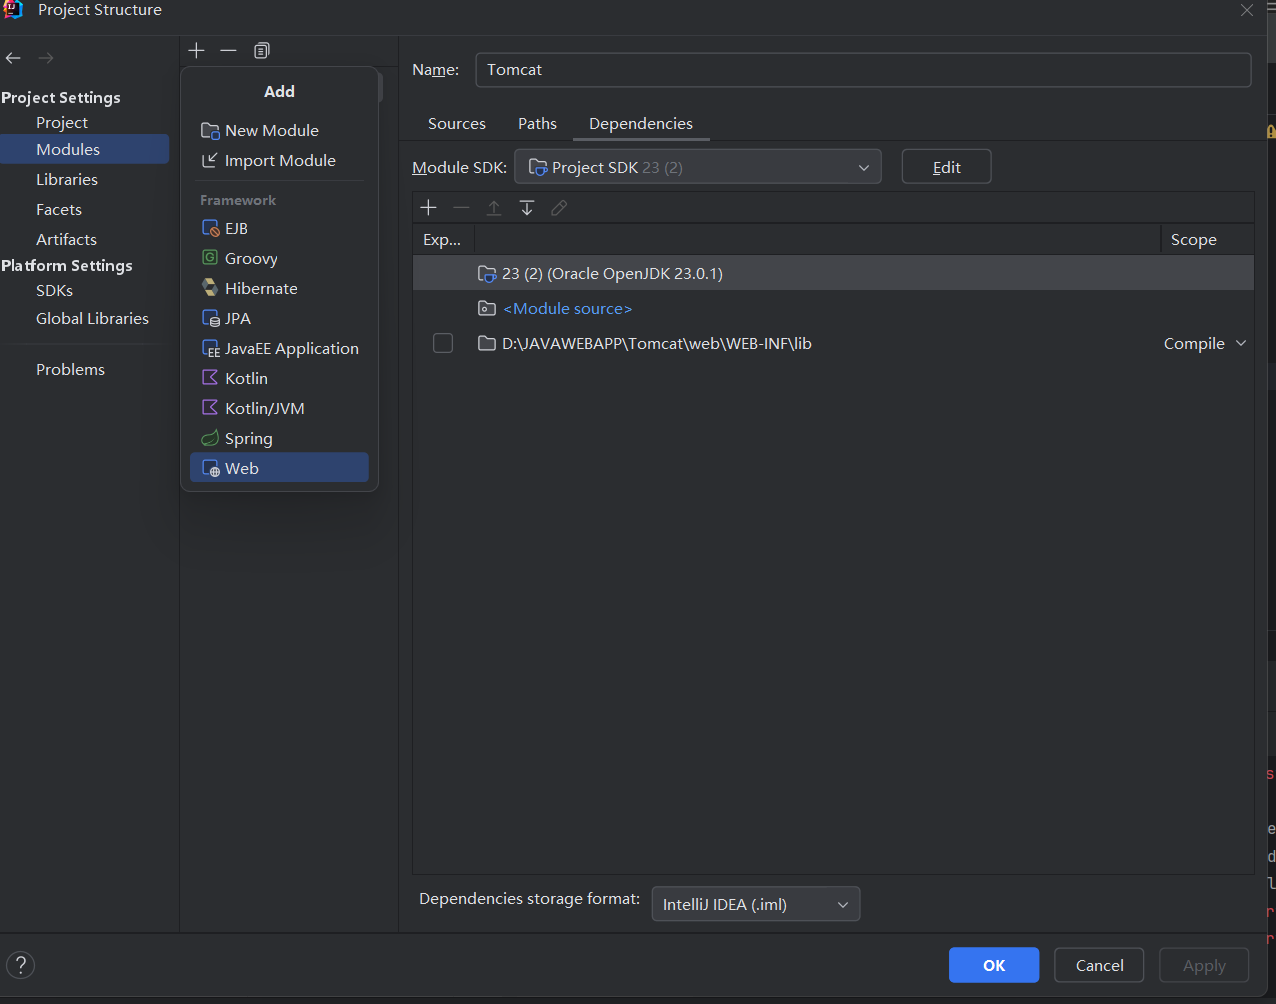 Project Structure
Project Settings
Project
Modules
Libraries
Facets
Artifacts
Platform Settings
SDKs
Global Libraries
Problems
Add
New Module
Import Module
Framework
EJB
Groovy
Hibernate
JPA
JavaEE Application
Kotlin
Kotlin/JVM
Spring
Web
Name: Tomcat
Sources Paths Dependencies
Module SDK: Project SDK 23 (2) Edit
Exp... Scope
23 (2) (Oracle OpenJDK 23.0.1)
<Module source>
D:\JAVAWEBAPP\Tomcat\web\WEB-INF\lib Compile
Dependencies storage format: IntelliJ IDEA (.iml)
? OK Cancel Apply